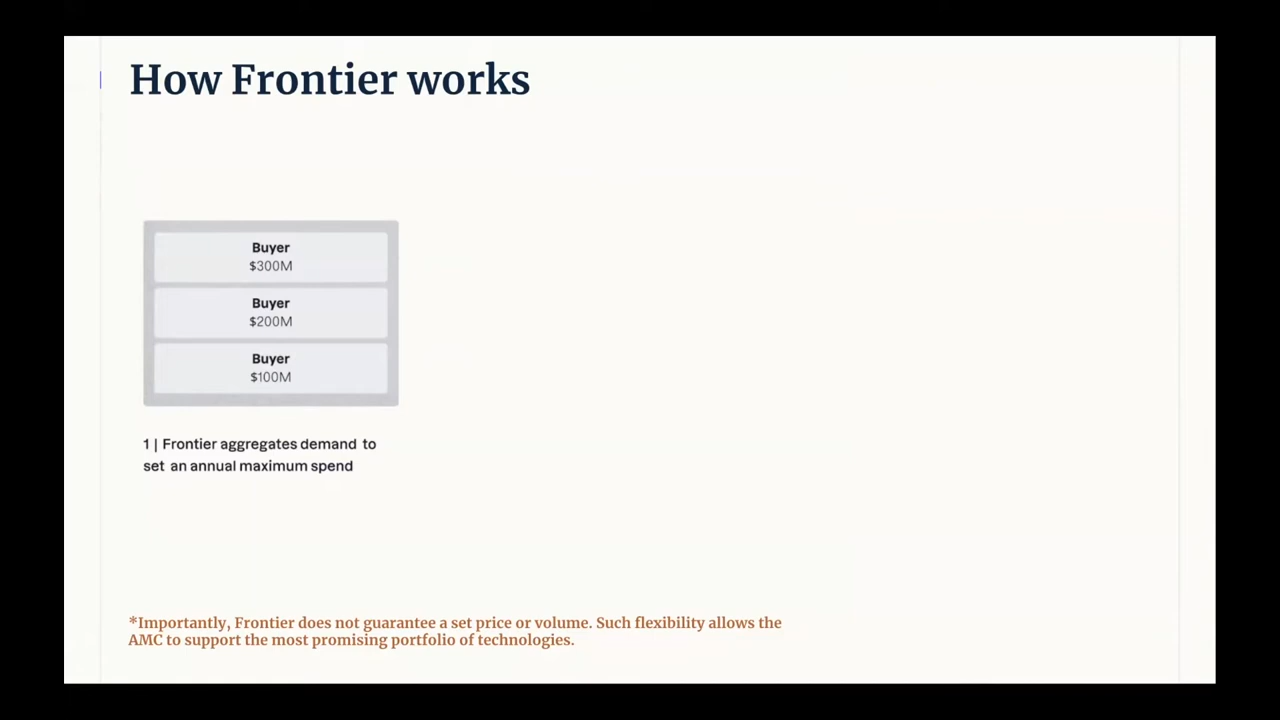 How Frontier works
Buyer
$300M
Buyer
$200M
Buyer
$100M
1 | Frontier aggregates demand to
set an annual maximum spend
*Importantly, Frontier does not guarantee a set price or volume. Such flexibility allows the
AMC to support the most promising portfolio of technologies.